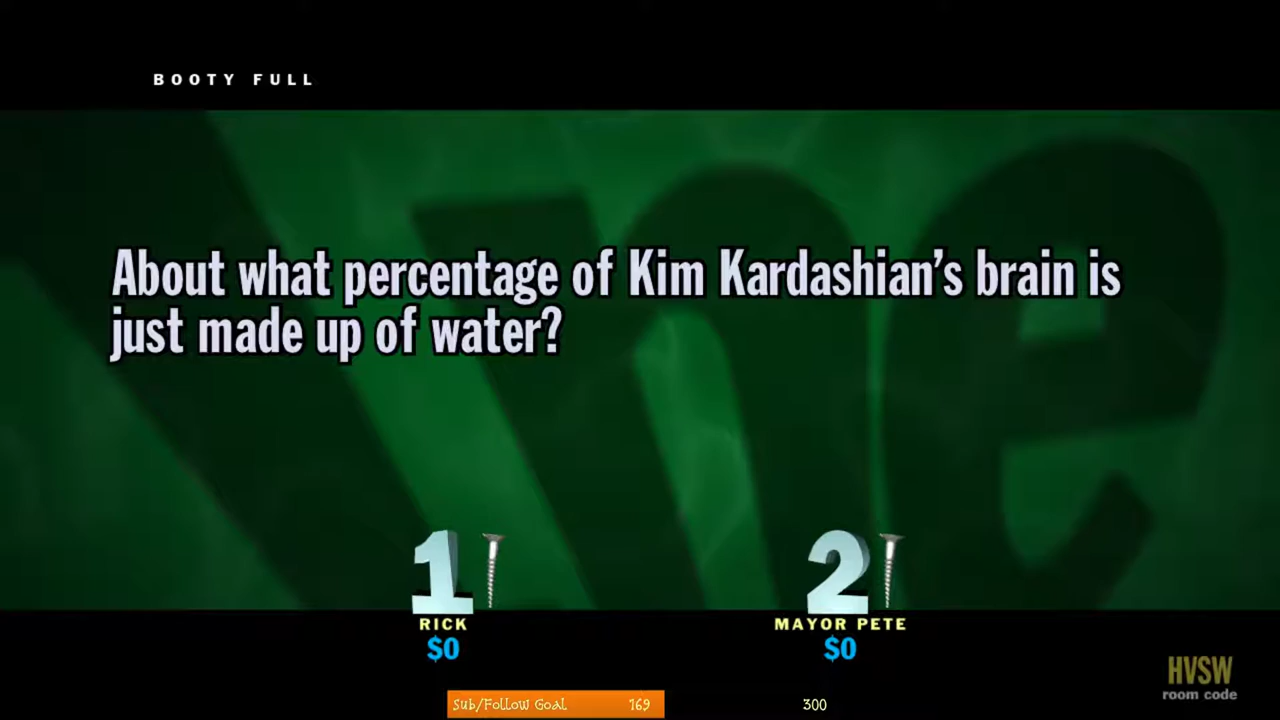 BOOTY FULL
About what percentage of Kim Kardashian's brain is
just made up of water?
1
2
RICK
MAYOR PETE
$0
$0
HVSW
room code
Sub/Follow Goal 169 300